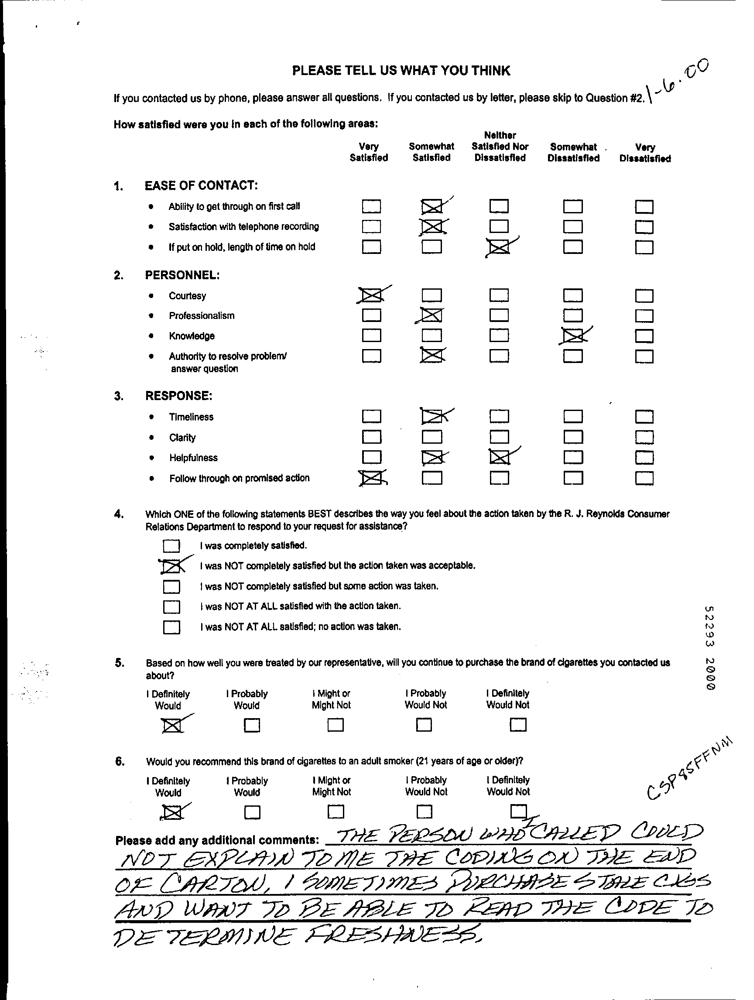 PLEASE TELL US WHAT YOU THINK
1-6.00
If you contacted us by phone, please answer all questions. If you contacted us by letter, please skip to Question #2.
How satisfied were you in each of the following areas:
Very Satisfied
Somewhat Satisfied
Neither Satisfied Nor Dissatisfied
Somewhat Dissatisfied
Very Dissatisfied
1. EASE OF CONTACT:
• Ability to get through on first call
• Satisfaction with telephone recording
• If put on hold, length of time on hold
2. PERSONNEL:
• Courtesy
• Professionalism
• Knowledge
• Authority to resolve problem/
answer question
3. RESPONSE:
• Timeliness
• Clarity
• Helpfulness
• Follow through on promised action
4. Which ONE of the following statements BEST describes the way you feel about the action taken by the R. J. Reynolds Consumer
Relations Department to respond to your request for assistance?
I was completely satisfied.
I was NOT completely satisfied but the action taken was acceptable.
I was NOT completely satisfied but some action was taken.
I was NOT AT ALL satisfied with the action taken.
I was NOT AT ALL satisfied; no action was taken.
52293 2000
5. Based on how well you were treated by our representative, will you continue to purchase the brand of cigarettes you contacted us
about?
I Definitely Would
I Probably Would
I Might or Might Not
I Probably Would Not
I Definitely Would Not
CSP85FFNM
6. Would you recommend this brand of cigarettes to an adult smoker (21 years of age or older)?
I Definitely Would
I Probably Would
I Might or Might Not
I Probably Would Not
I Definitely Would Not
Please add any additional comments: THE PERSON WHO I CALLED COULD
NOT EXPLAIN TO ME THE CODING ON THE END
OF CARTON, I SOMETIMES PURCHASE STALE CIGS
AND WANT TO BE ABLE TO READ THE CODE TO
DETERMINE FRESHNESS.